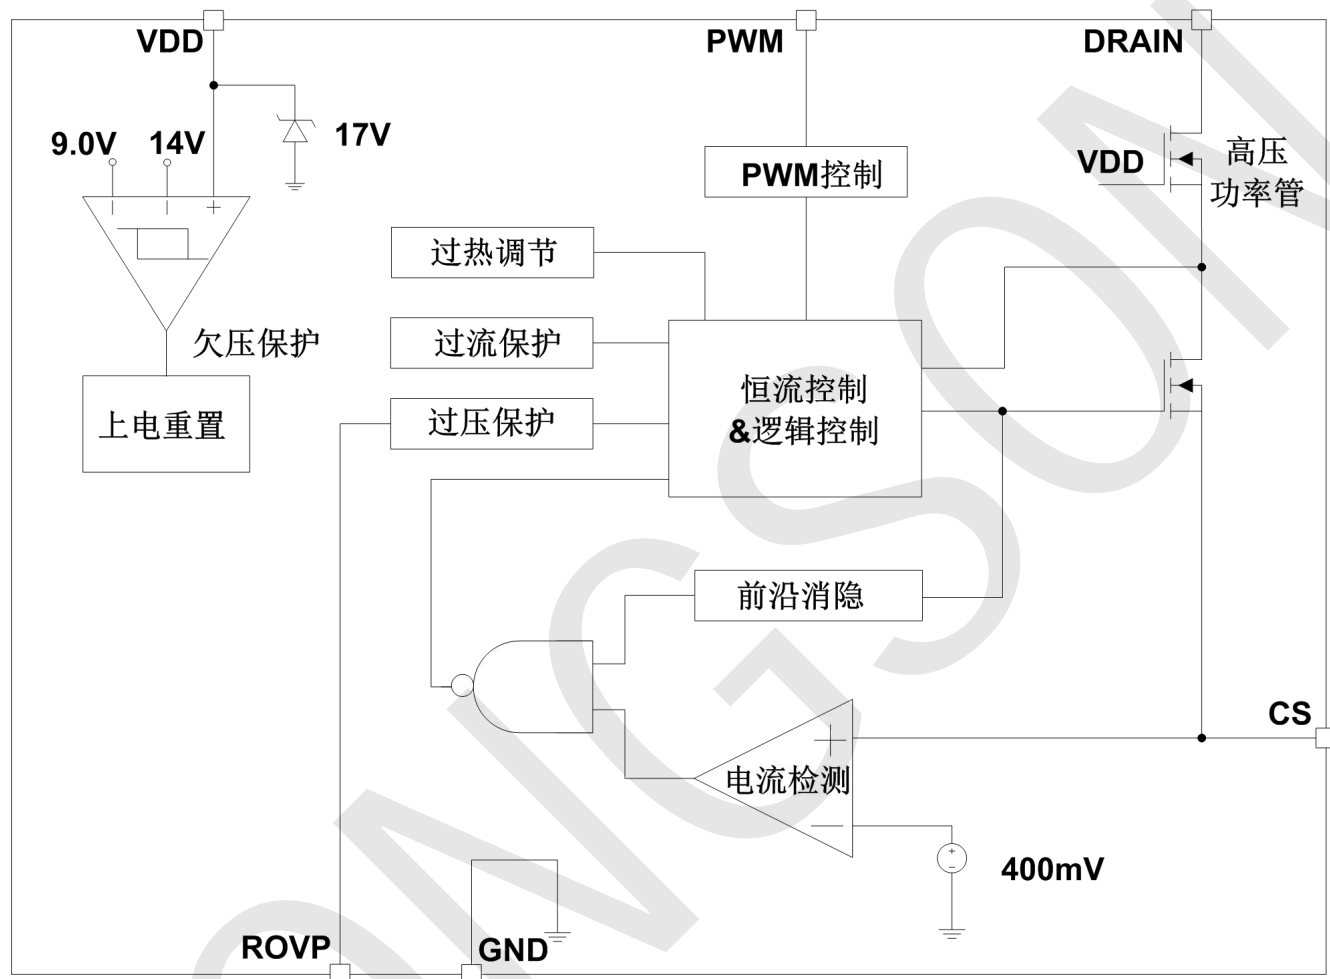 VDD
PWM
DRAIN
9.0V
14V
17V
PWM控制
VDD
高压
功率管
过热调节
欠压保护
过流保护
恒流控制
&逻辑控制
上电重置
过压保护
前沿消隐
CS
电流检测
400mV
ROVP
GND
ONGSON